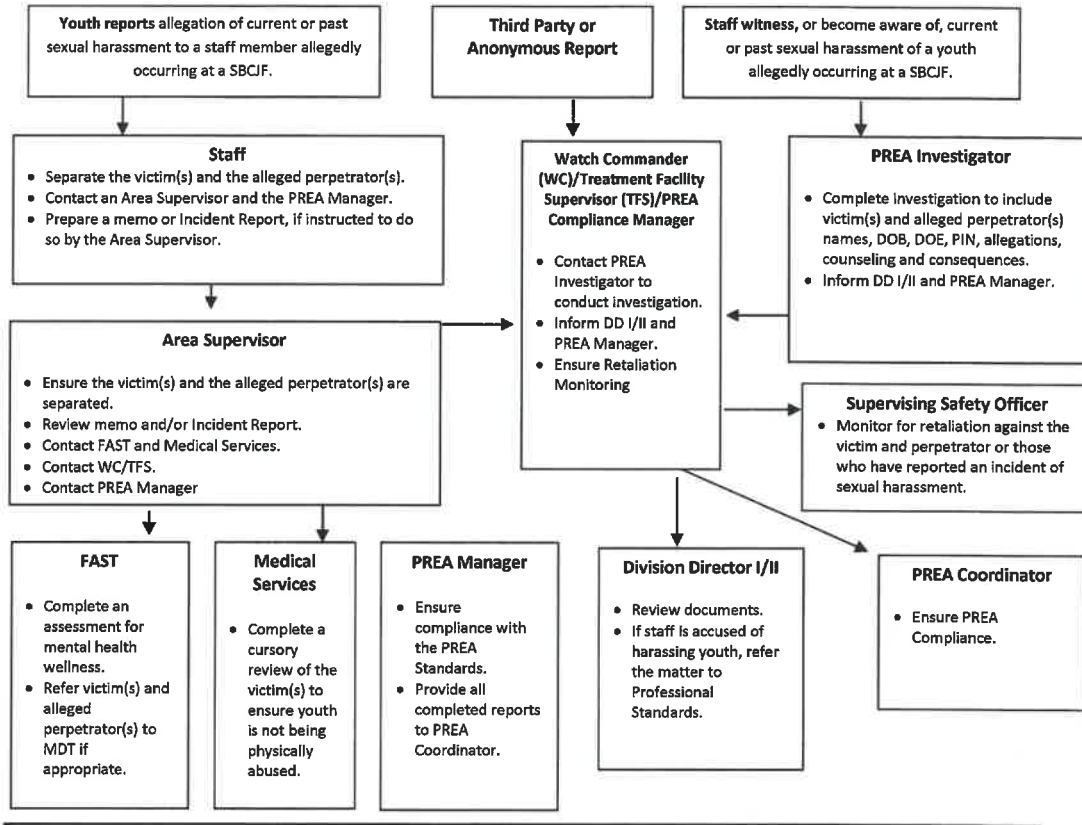 Youth reports allegation of current or past
sexual harassment to a staff member allegedly
occurring at a SBCJF.
Third Party or
Anonymous Report
Staff witness, or become aware of, current
or past sexual harassment of a youth
allegedly occurring at a SBCJF.
Staff
• Separate the victim(s) and the alleged perpetrator(s).
• Contact an Area Supervisor and the PREA Manager.
• Prepare a memo or Incident Report, if instructed to do
so by the Area Supervisor.
Watch Commander
(WC)/Treatment Facility
Supervisor (TFS)/PREA
Compliance Manager
• Contact PREA
Investigator to
conduct investigation.
• Inform DD I/II and
PREA Manager.
• Ensure Retaliation
Monitoring
PREA Investigator
• Complete investigation to include
victim(s) and alleged perpetrator(s)
names, DOB, DOE, PIN, allegations,
counseling and consequences.
• Inform DD I/II and PREA Manager.
Area Supervisor
• Ensure the victim(s) and the alleged perpetrator(s) are
separated.
• Review memo and/or Incident Report.
• Contact FAST and Medical Services.
• Contact WC/TFS.
• Contact PREA Manager
Supervising Safety Officer
• Monitor for retaliation against the
victim and perpetrator or those
who have reported an incident of
sexual harassment.
FAST
• Complete an
assessment for
mental health
wellness.
• Refer victim(s) and
alleged
perpetrator(s) to
MDT if
appropriate.
Medical
Services
• Complete a
cursory
review of the
victim(s) to
ensure youth
is not being
physically
abused.
PREA Manager
• Ensure
compliance with
the PREA
Standards.
• Provide all
completed reports
to PREA
Coordinator.
Division Director I/II
• Review documents.
• If staff is accused of
harassing youth, refer
the matter to
Professional
Standards.
PREA Coordinator
• Ensure PREA
Compliance.